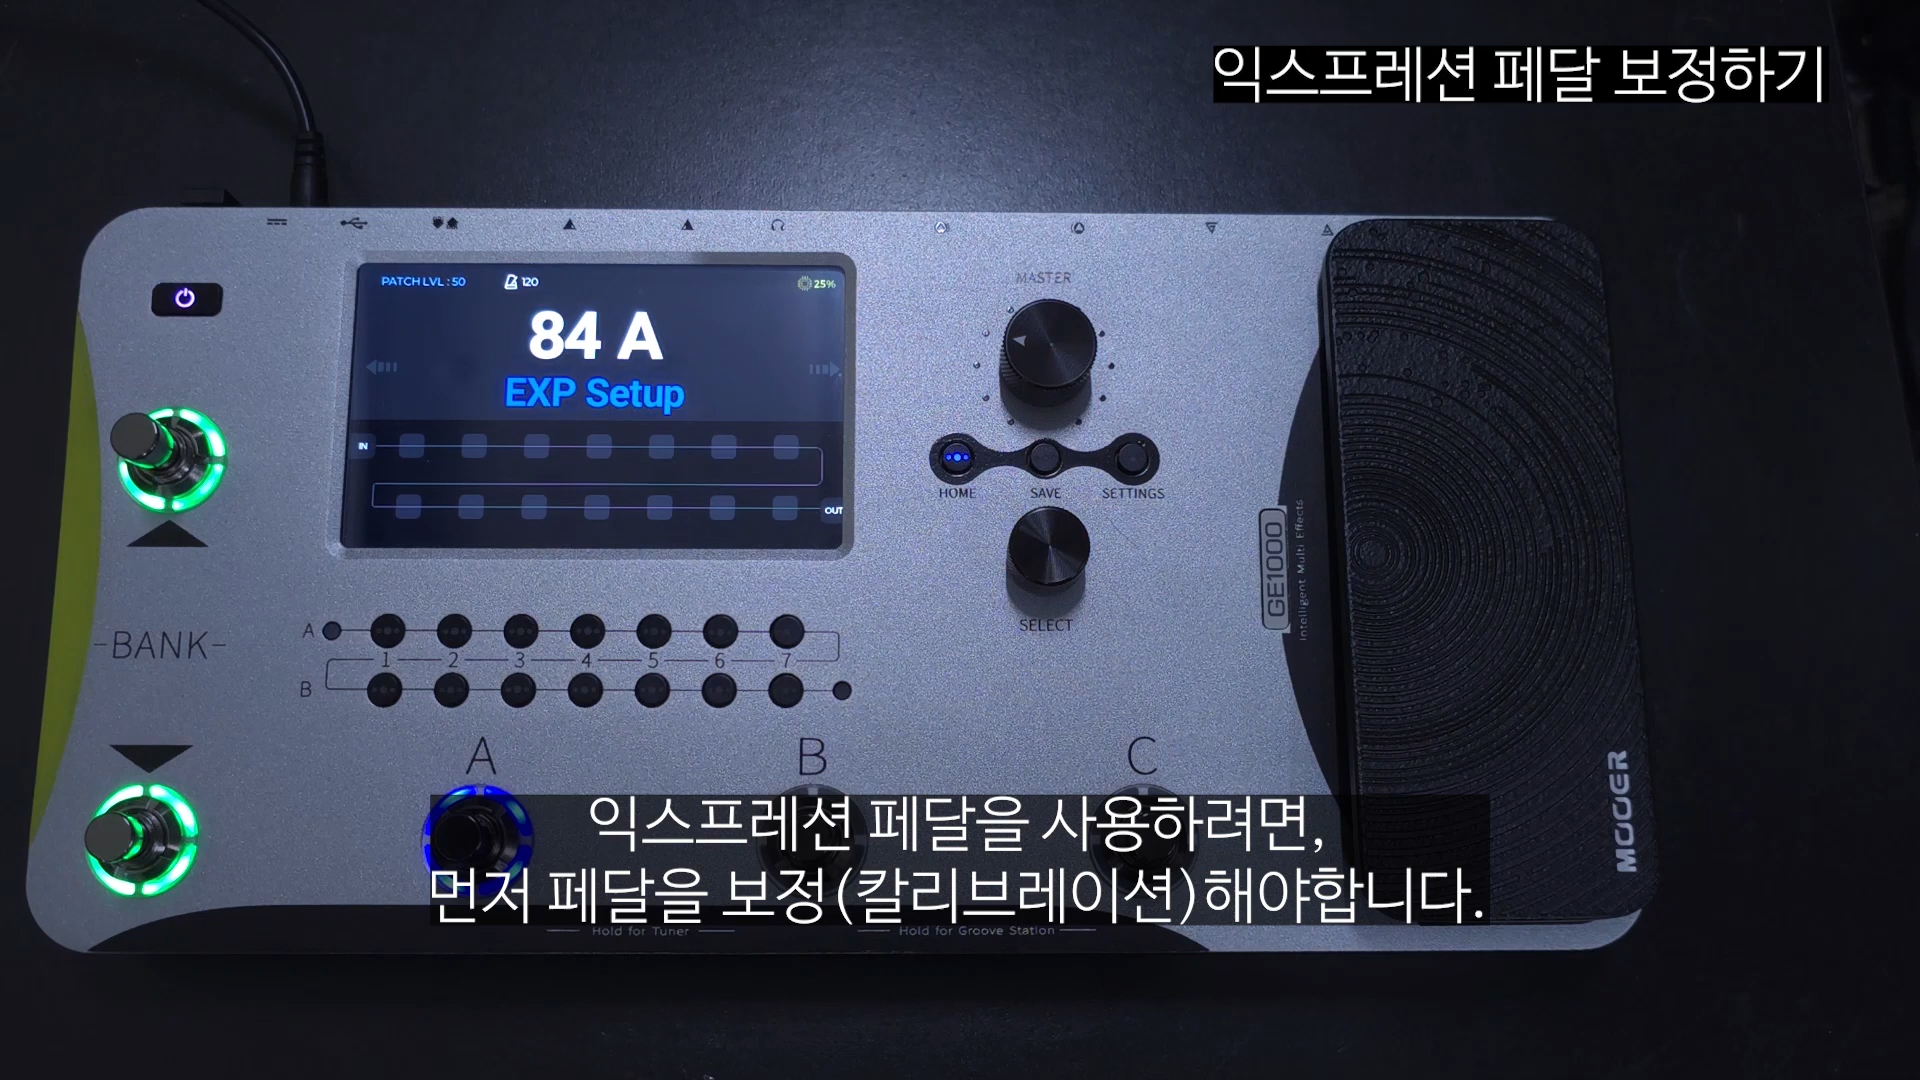 익스프레션 페달 보정하기
PATCH LVL : 50
120
25%
84 A
EXP Setup
IN
OUT
MASTER
HOME
SAVE
SETTINGS
SELECT
GE1000
Intelligent Multi Effects
-BANK-
A
1 2 3 4 5 6 7
B
A B C
익스프레션 페달을 사용하려면,
먼저 페달을 보정(칼리브레이션)해야합니다.
Hold for Tuner
Hold for Groove Station
MOOER